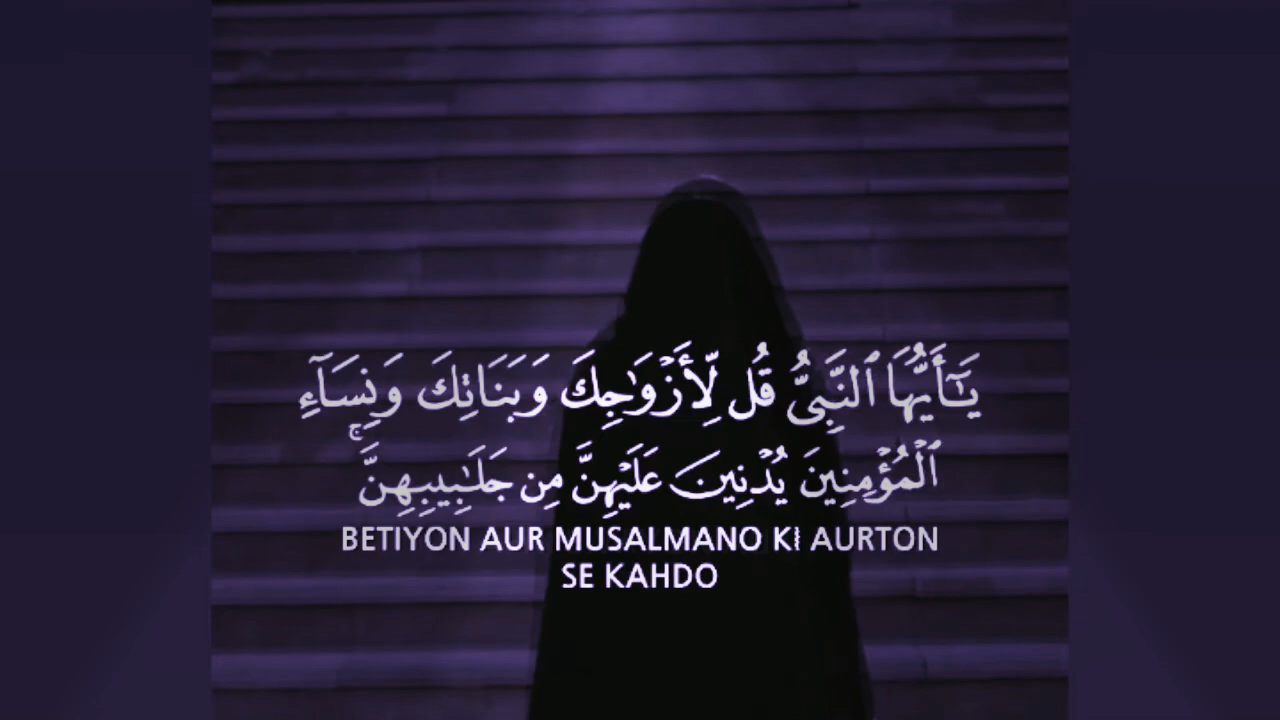 يَـٰٓأَيُّهَا ٱلنَّبِىُّ قُل لِّأَزْوَٰجِكَ وَبَنَاتِكَ وَنِسَآءِ
ٱلْمُؤْمِنِينَ يُدْنِينَ عَلَيْهِنَّ مِن جَلَـٰبِيبِهِنَّ ۚ
BETIYON AUR MUSALMANO KI AURTON
SE KAHDO